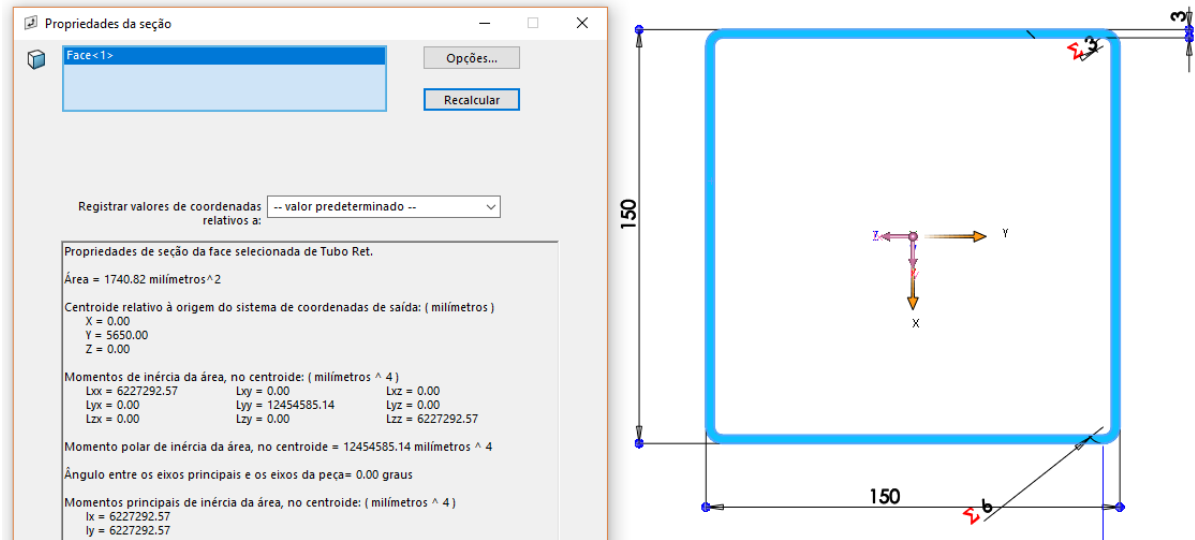 Propriedades da seção
Face<1>
Opções...
Recalcular
Registrar valores de coordenadas
relativos a:
-- valor predeterminado --
Propriedades de seção da face selecionada de Tubo Ret.
Área = 1740.82 milímetros^2
Centroide relativo à origem do sistema de coordenadas de saída: ( milímetros )
X = 0.00
Y = 5650.00
Z = 0.00
Momentos de inércia da área, no centroide: ( milímetros ^ 4 )
Lxx = 6227292.57 Lxy = 0.00 Lxz = 0.00
Lyx = 0.00 Lyy = 12454585.14 Lyz = 0.00
Lzx = 0.00 Lzy = 0.00 Lzz = 6227292.57
Momento polar de inércia da área, no centroide = 12454585.14 milímetros ^ 4
Ângulo entre os eixos principais e os eixos da peça= 0.00 graus
Momentos principais de inércia da área, no centroide: ( milímetros ^ 4 )
Ix = 6227292.57
Iy = 6227292.57
3
Σ3
150
Z
Y
X
150
Σ6